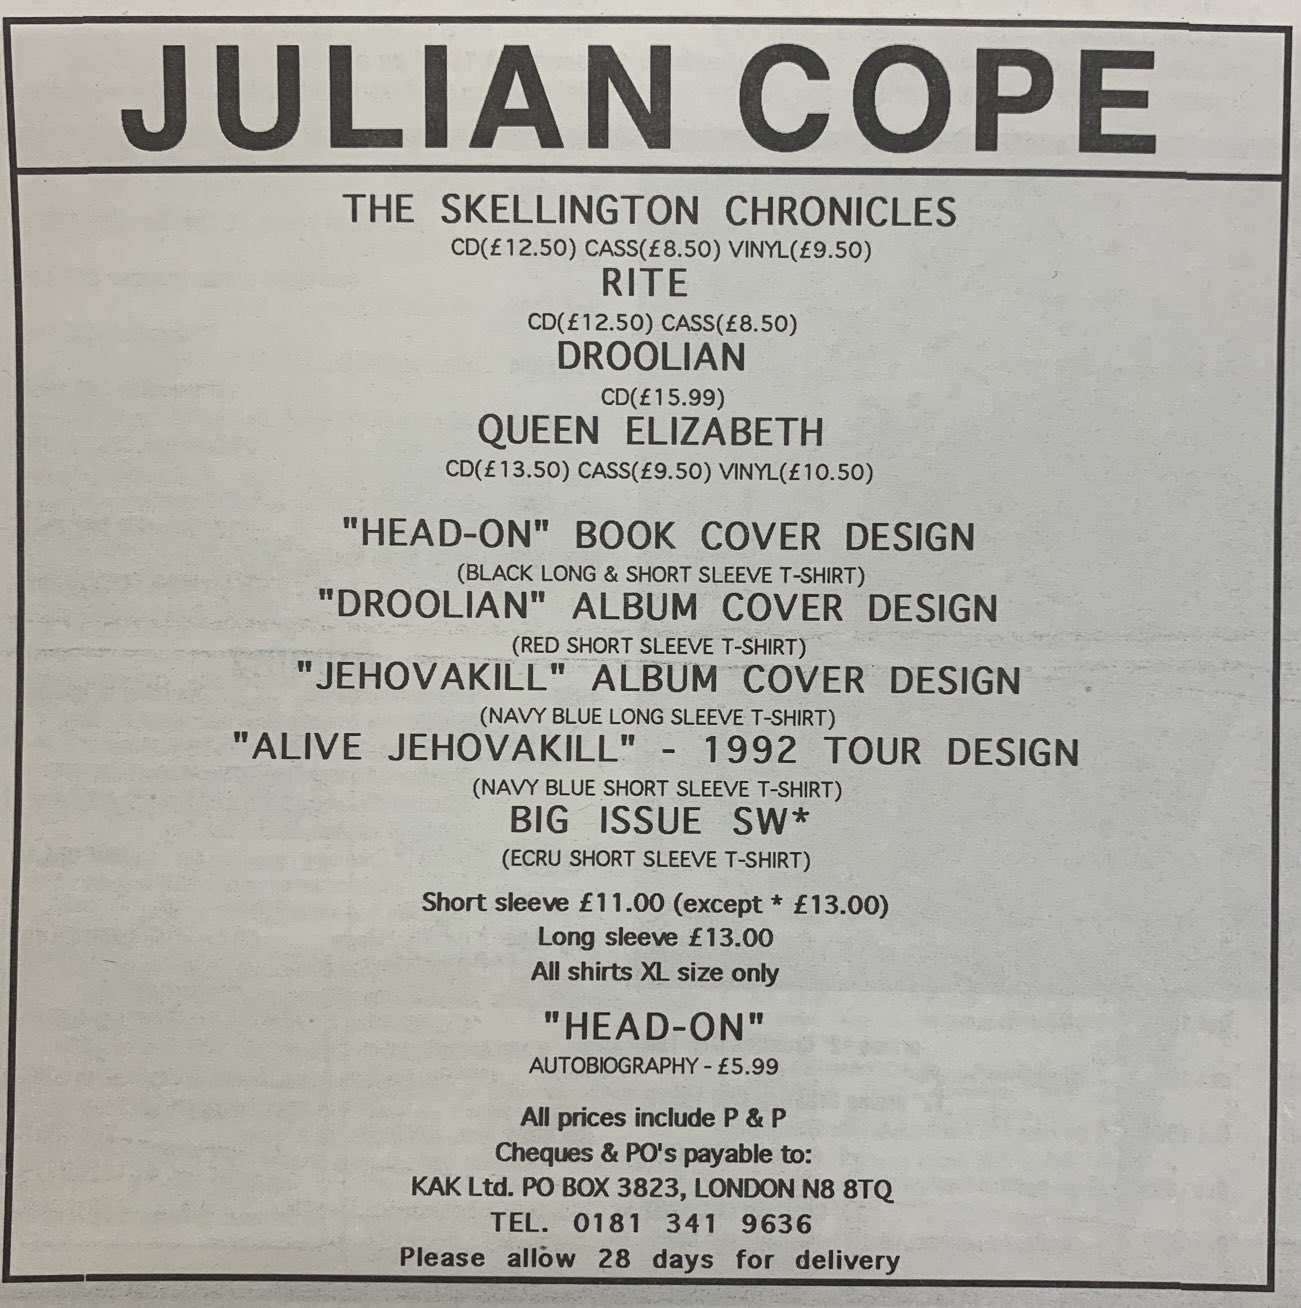 JULIAN COPE
THE SKELLINGTON CHRONICLES
CD(£12.50) CASS(£8.50) VINYL(£9.50)
RITE
CD(£12.50) CASS(£8.50)
DROOLIAN
CD(£15.99)
QUEEN ELIZABETH
CD(£13.50) CASS(£9.50) VINYL(£10.50)
"HEAD-ON" BOOK COVER DESIGN
(BLACK LONG & SHORT SLEEVE T-SHIRT)
"DROOLIAN" ALBUM COVER DESIGN
(RED SHORT SLEEVE T-SHIRT)
"JEHOVAKILL" ALBUM COVER DESIGN
(NAVY BLUE LONG SLEEVE T-SHIRT)
"ALIVE JEHOVAKILL" - 1992 TOUR DESIGN
(NAVY BLUE SHORT SLEEVE T-SHIRT)
BIG ISSUE SW*
(ECRU SHORT SLEEVE T-SHIRT)
Short sleeve £11.00 (except * £13.00)
Long sleeve £13.00
All shirts XL size only
"HEAD-ON"
AUTOBIOGRAPHY - £5.99
All prices include P & P
Cheques & PO's payable to:
KAK Ltd. PO BOX 3823, LONDON N8 8TQ
TEL. 0181 341 9636
Please allow 28 days for delivery